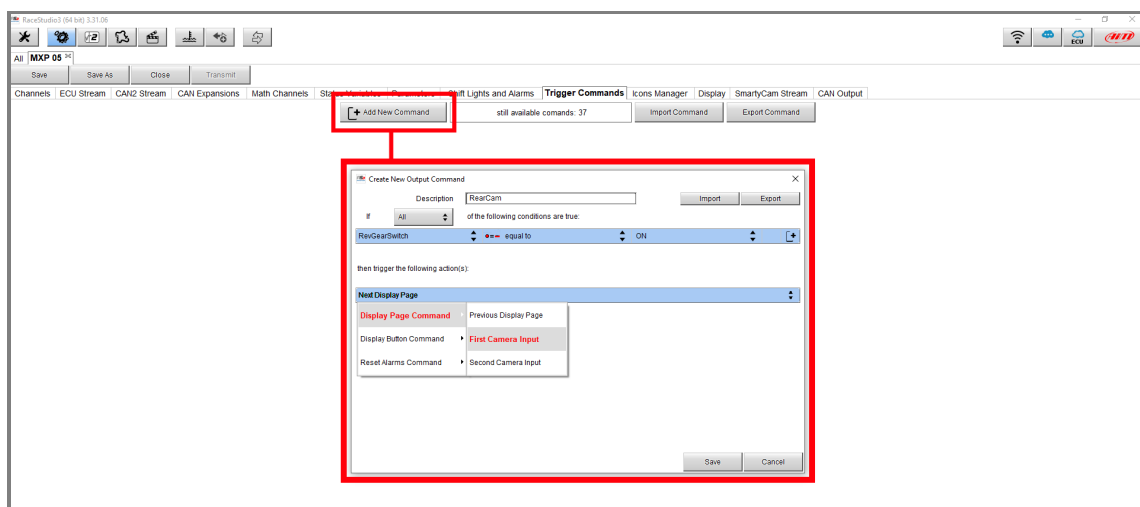 RaceStudio3 (64 bit) 3.31.06
ECU
AiM
All MXP 05
Save Save As Close Transmit
Channels ECU Stream CAN2 Stream CAN Expansions Math Channels Status Variables Parameters Shift Lights and Alarms Trigger Commands Icons Manager Display SmartyCam Stream CAN Output
Add New Command still available comands: 37 Import Command Export Command
Create New Output Command
Description RearCam Import Export
If All of the following conditions are true:
RevGearSwitch equal to ON
then trigger the following action(s):
Next Display Page
Display Page Command Previous Display Page
Display Button Command First Camera Input
Reset Alarms Command Second Camera Input
Save Cancel